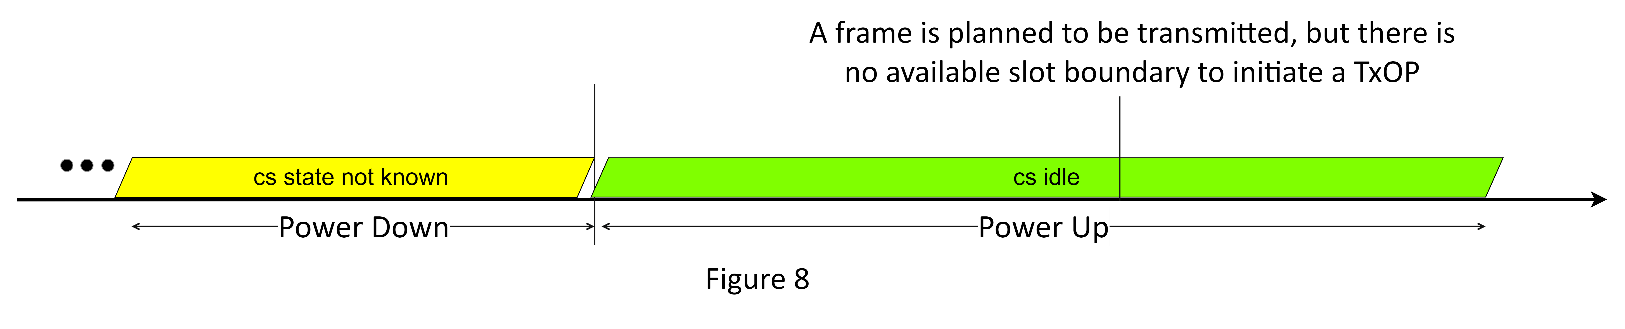 A frame is planned to be transmitted, but there is
no available slot boundary to initiate a TxOP
cs state not known
cs idle
Power Down
Power Up
Figure 8